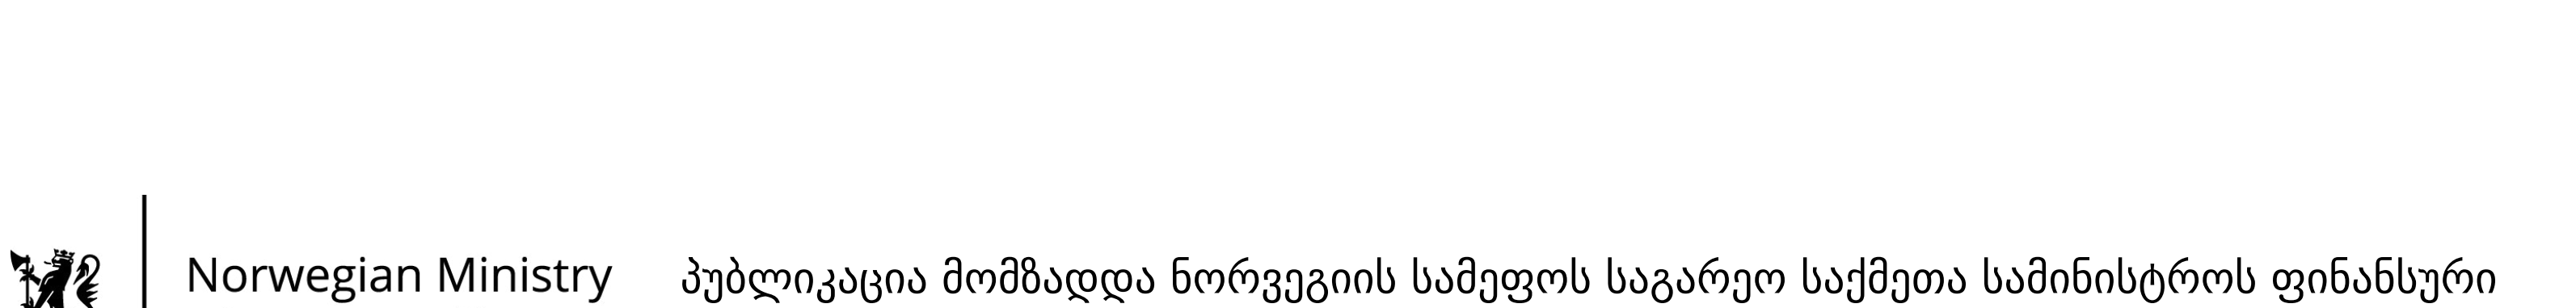 Norwegian Ministry
პუბლიკაცია მომზადდა ნორვეგიის სამეფოს საგარეო საქმეთა სამინისტროს ფინანსური